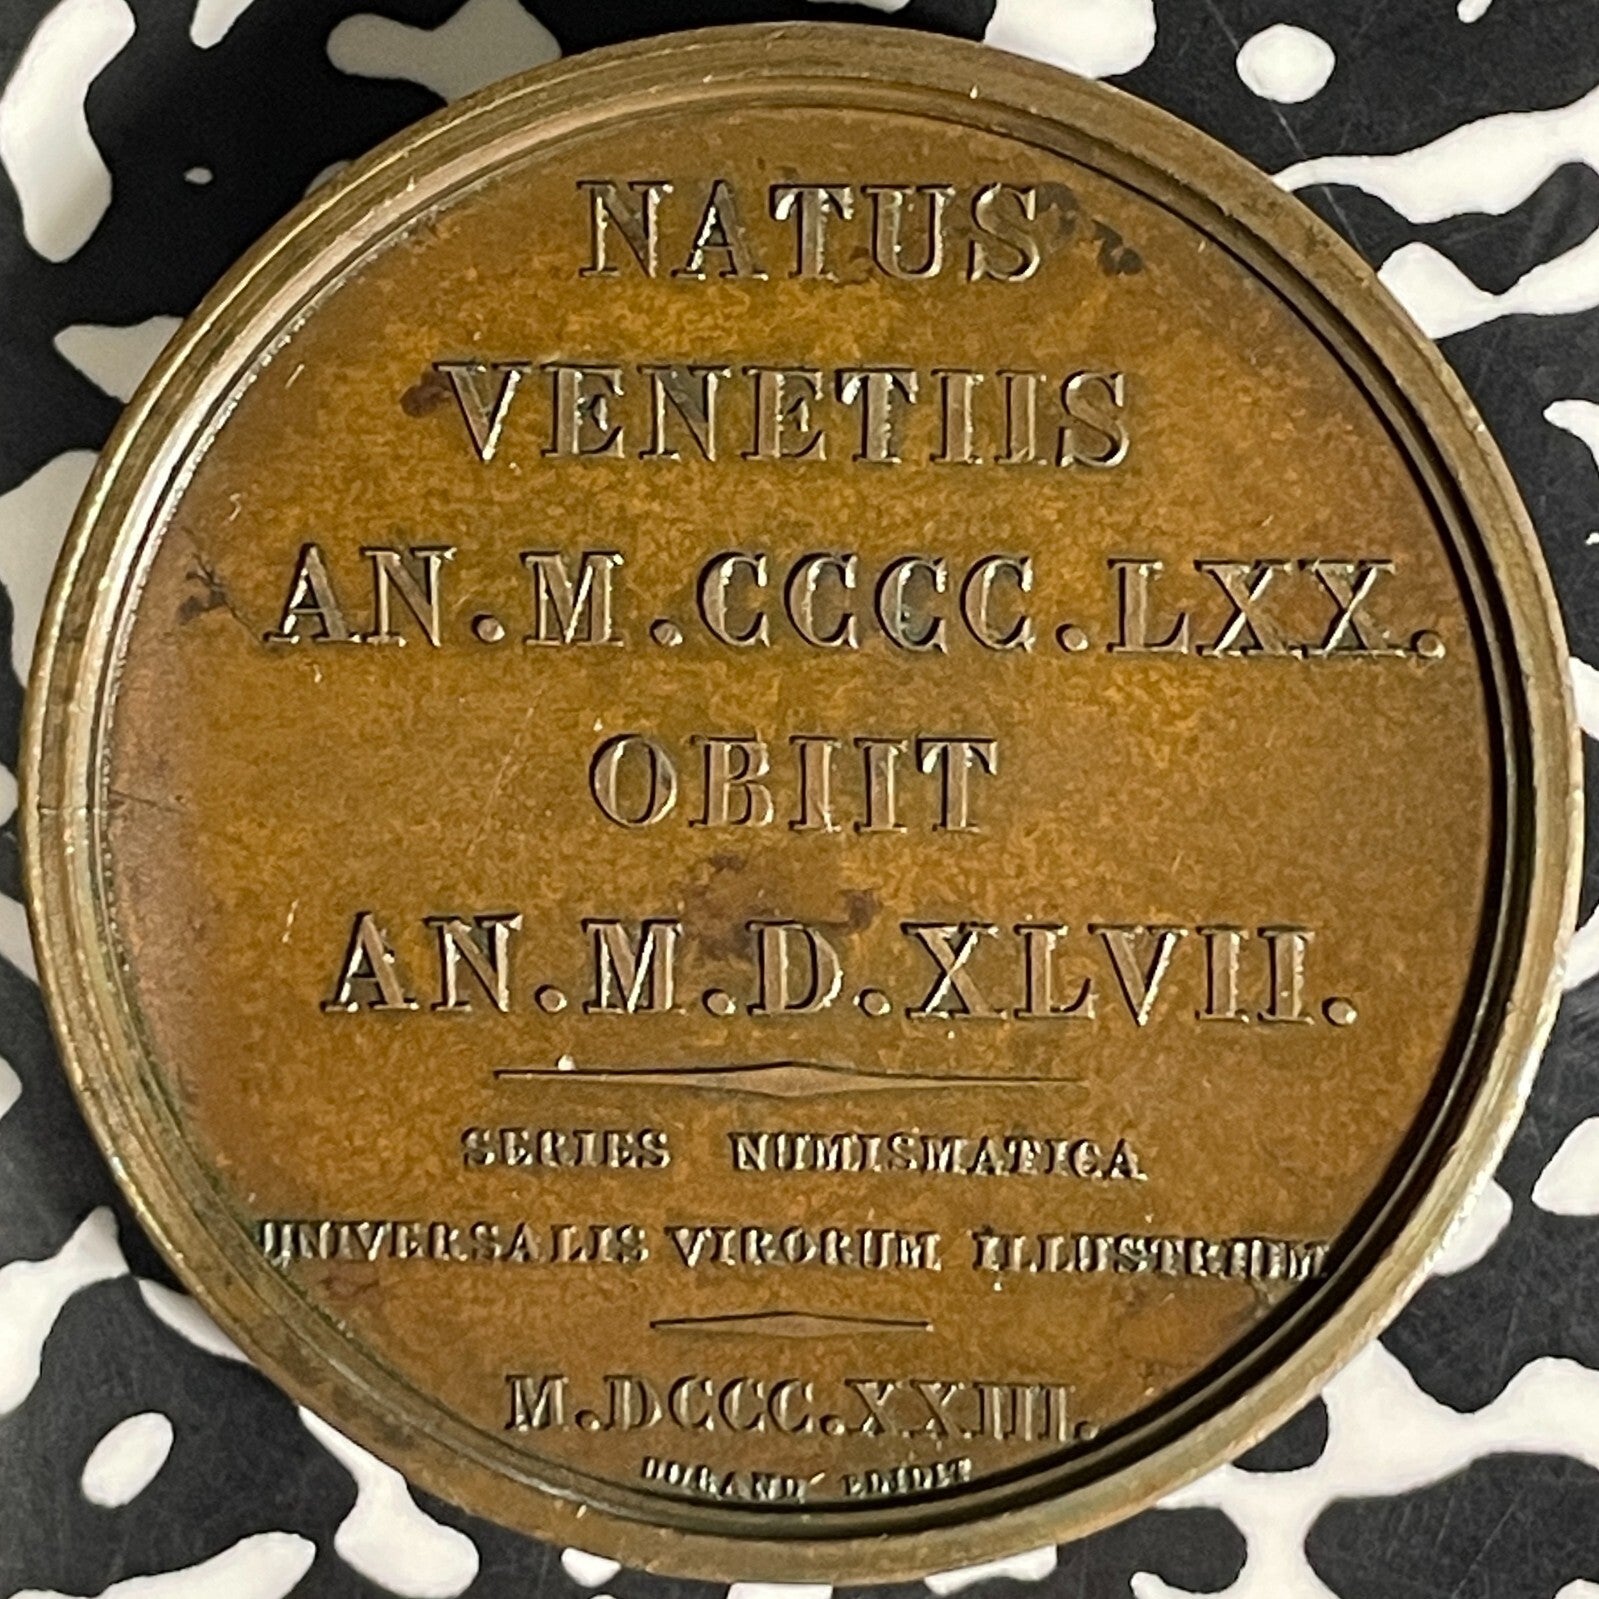 NATUS
VENETIIS
AN.M.CCCC.LXX.
OBIIT
AN.M.D.XLVII.
SERIES NUMISMATICA
UNIVERSALIS VIRORUM ILLUSTRIUM
M.DCCC.XXIII.
DURAND EDIDIT